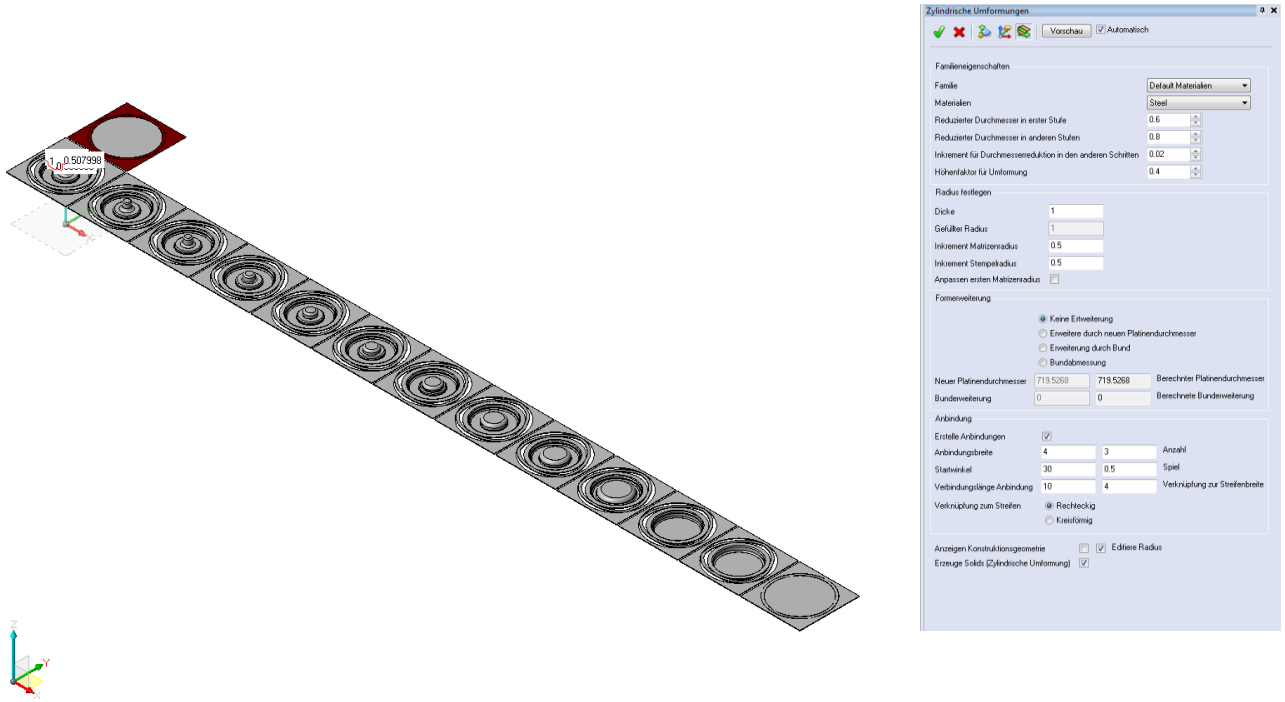 Zylindrische Umformungen
Vorschau Automatisch
Familieneigenschaften
Familie Default Materialien
Materialien Steel
Reduzierter Durchmesser in erster Stufe 0.6
Reduzierter Durchmesser in anderen Stufen 0.8
Inkrement für Durchmesserreduktion in den anderen Schritten 0.02
Höhenfaktor für Umformung 0.4
Radius festlegen
Dicke 1
Gefüllter Radius 1
Inkrement Matrizenradius 0.5
Inkrement Stempelradius 0.5
Anpassen ersten Matrizenradius
Formerweiterung
Keine Ertweiterung
Erweitere durch neuen Platinendurchmesser
Erweiterung durch Bund
Bundabmessung
Neuer Platinendurchmesser 719.5268 719.5268 Berechnter Platinendurchmesser
Bunderweiterung 0 0 Berechnete Bunderweiterung
Anbindung
Erstelle Anbindungen
Anbindungsbreite 4 3 Anzahl
Startwinkel 30 0.5 Spiel
Verbindungslänge Anbindung 10 4 Verknüpfung zur Streifenbreite
Verknüpfung zum Streifen Rechteckig
Kreisförmig
Anzeigen Konstruktionsgeometrie Editiere Radius
Erzeuge Solids (Zylindrische Umformung)
1 0.507998
Z
Y
X